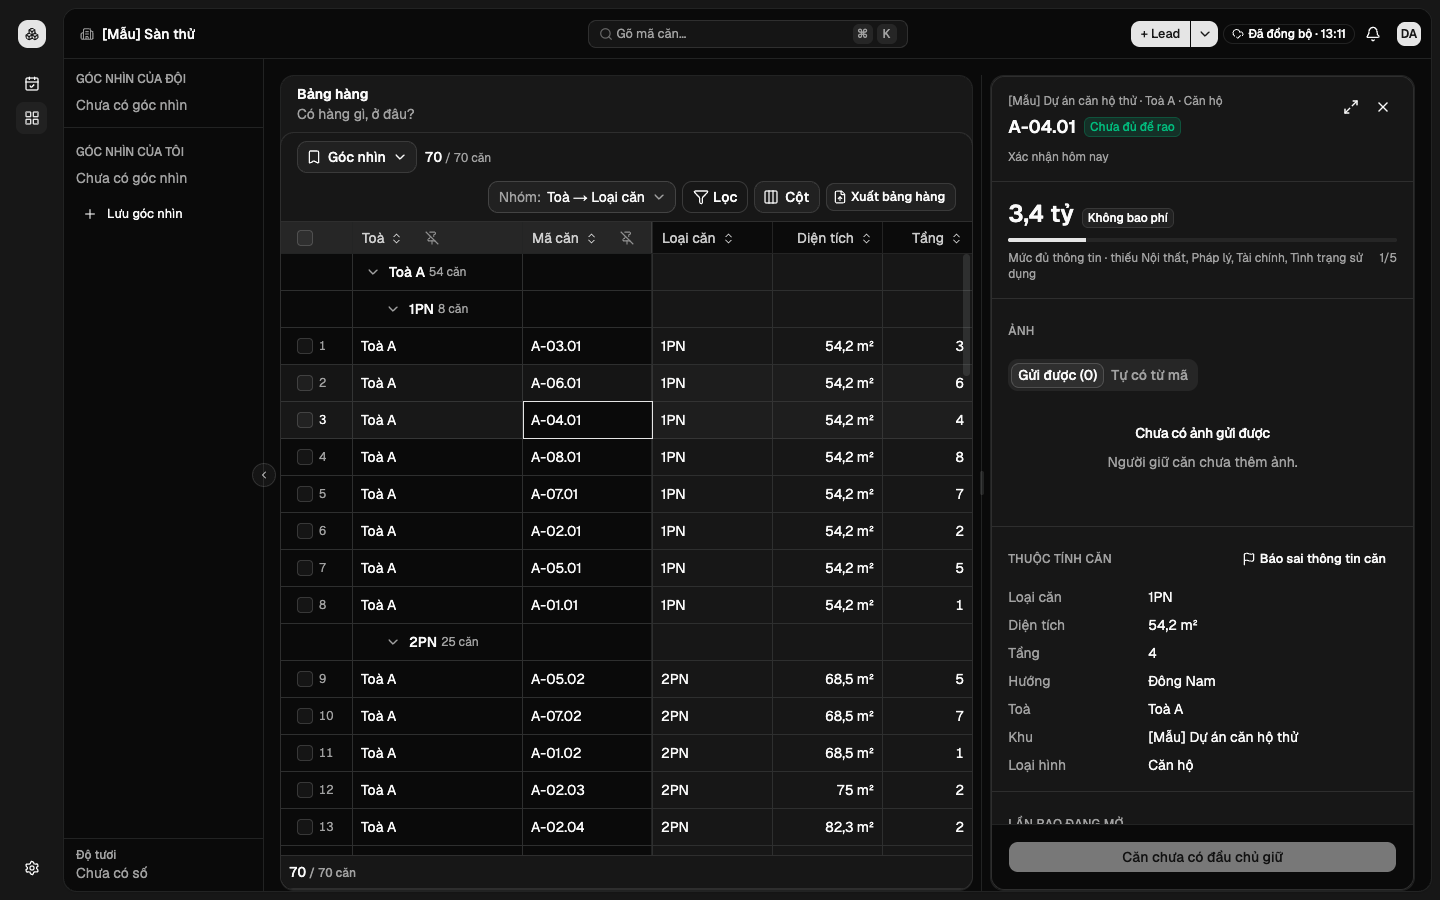 [Mẫu] Sàn thử
Gõ mã căn…
⌘ K
+ Lead
Đã đồng bộ · 13:11
DA
GÓC NHÌN CỦA ĐỘI
Chưa có góc nhìn
GÓC NHÌN CỦA TÔI
Chưa có góc nhìn
Lưu góc nhìn
Độ tươi
Chưa có số
Bảng hàng
Có hàng gì, ở đâu?
Góc nhìn
70 / 70 căn
Nhóm: Toà → Loại căn
Lọc
Cột
Xuất bảng hàng
Toà Mã căn Loại căn Diện tích Tầng
Toà A 54 căn
1PN 8 căn
1 Toà A A-03.01 1PN 54,2 m² 3
2 Toà A A-06.01 1PN 54,2 m² 6
3 Toà A A-04.01 1PN 54,2 m² 4
4 Toà A A-08.01 1PN 54,2 m² 8
5 Toà A A-07.01 1PN 54,2 m² 7
6 Toà A A-02.01 1PN 54,2 m² 2
7 Toà A A-05.01 1PN 54,2 m² 5
8 Toà A A-01.01 1PN 54,2 m² 1
2PN 25 căn
9 Toà A A-05.02 2PN 68,5 m² 5
10 Toà A A-07.02 2PN 68,5 m² 7
11 Toà A A-01.02 2PN 68,5 m² 1
12 Toà A A-02.03 2PN 75 m² 2
13 Toà A A-02.04 2PN 82,3 m² 2
70 / 70 căn
[Mẫu] Dự án căn hộ thử · Toà A · Căn hộ
A-04.01 Chưa đủ để rao
Xác nhận hôm nay
3,4 tỷ Không bao phí
Mức đủ thông tin · thiếu Nội thất, Pháp lý, Tài chính, Tình trạng sử 1/5
dụng
ẢNH
Gửi được (0) Tự có từ mã
Chưa có ảnh gửi được
Người giữ căn chưa thêm ảnh.
THUỘC TÍNH CĂN
Báo sai thông tin căn
Loại căn 1PN
Diện tích 54,2 m²
Tầng 4
Hướng Đông Nam
Toà Toà A
Khu [Mẫu] Dự án căn hộ thử
Loại hình Căn hộ
LẦN RAO ĐANG MỞ
Căn chưa có đầu chủ giữ